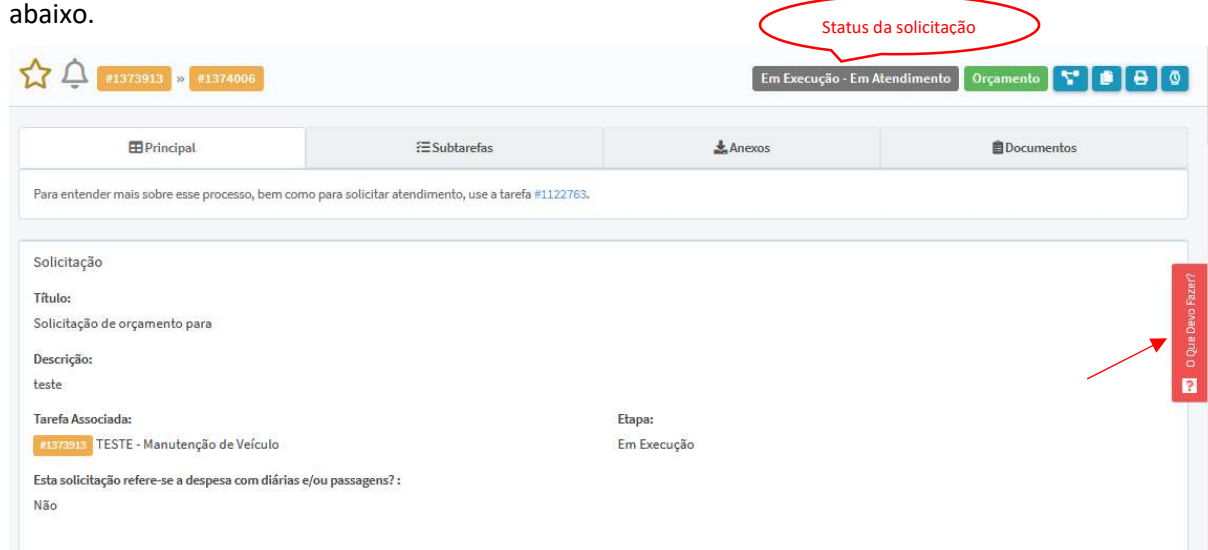 abaixo.
Status da solicitação
#1373913 » #1374006
Em Execução - Em Atendimento Orçamento
Principal Subtarefas Anexos Documentos
Para entender mais sobre esse processo, bem como para solicitar atendimento, use a tarefa #1122763.
Solicitação
Título:
Solicitação de orçamento para
Descrição:
teste
Tarefa Associada: Etapa:
#1373913 TESTE - Manutenção de Veículo Em Execução
Esta solicitação refere-se a despesa com diárias e/ou passagens? :
Não
? O Que Devo Fazer?